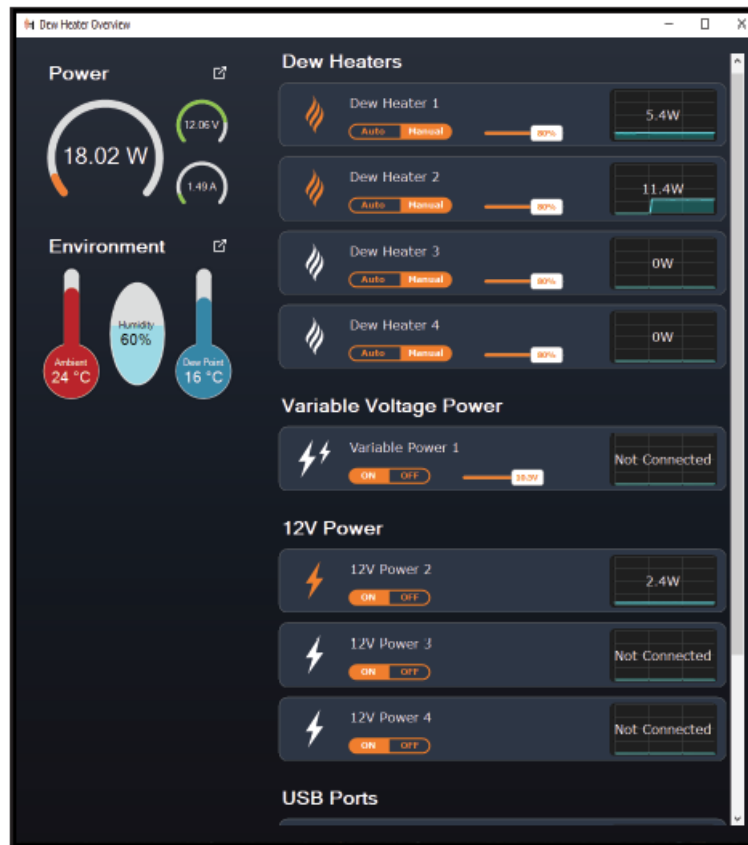 Dew Heater Overview
Power
18.02 W
12.06 V
1.49 A
Environment
Ambient
24 °C
Humidity
60%
Dew Point
16 °C
Dew Heaters
Dew Heater 1
Auto Manual 80%
5.4W
Dew Heater 2
Auto Manual 80%
11.4W
Dew Heater 3
Auto Manual 80%
0W
Dew Heater 4
Auto Manual 80%
0W
Variable Voltage Power
Variable Power 1
ON OFF
Not Connected
12V Power
12V Power 2
ON OFF
2.4W
12V Power 3
ON OFF
Not Connected
12V Power 4
ON OFF
Not Connected
USB Ports